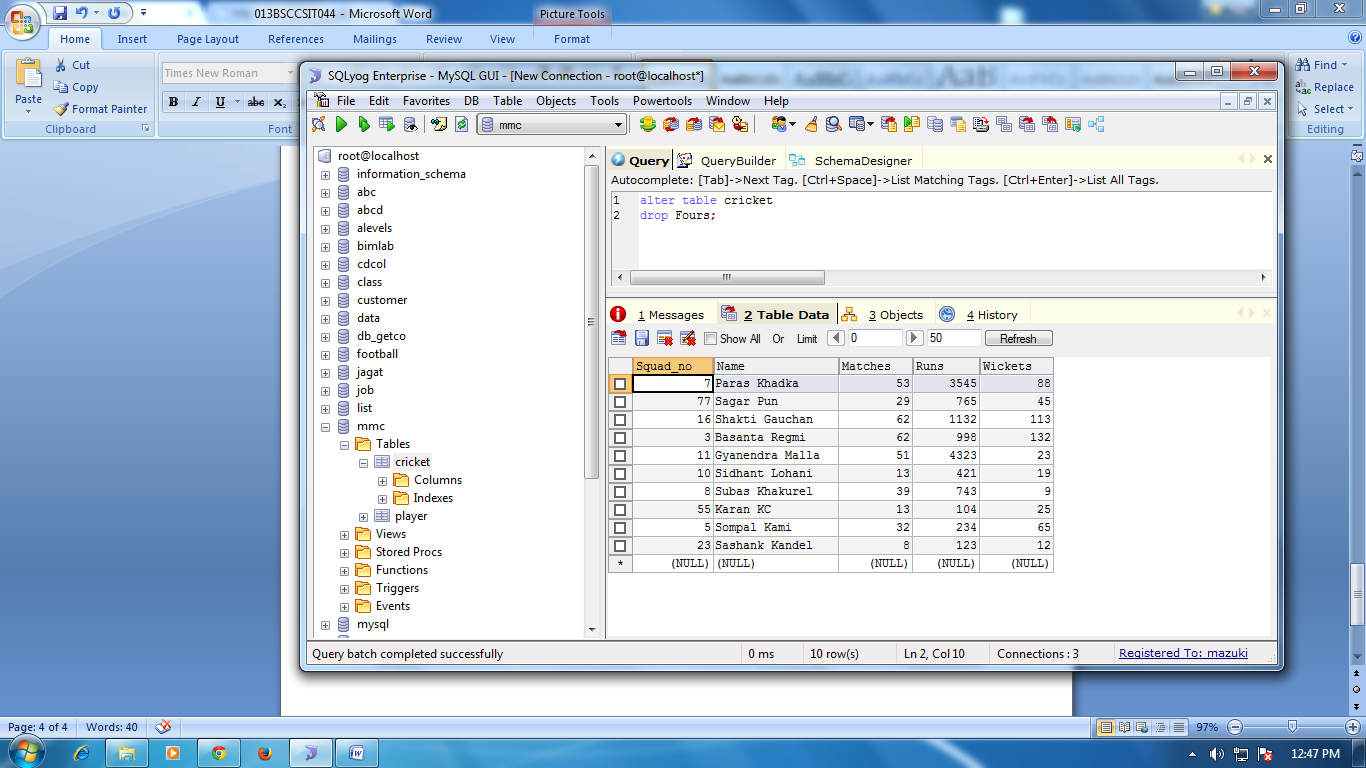 013BSCCSIT044 - Microsoft Word
Picture Tools
Home Insert Page Layout References Mailings Review View Format
Paste
Cut
Copy
Format Painter
Clipboard
Times New Roman
B I U abc x₂
Font
Find
Replace
Select
Editing
SQLyog Enterprise - MySQL GUI - [New Connection - root@localhost*]
File Edit Favorites DB Table Objects Tools Powertools Window Help
mmc
root@localhost
information_schema
abc
abcd
alevels
bimlab
cdcol
class
customer
data
db_getco
football
jagat
job
list
mmc
Tables
cricket
Columns
Indexes
player
Views
Stored Procs
Functions
Triggers
Events
mysql
Query QueryBuilder SchemaDesigner
Autocomplete: [Tab]->Next Tag. [Ctrl+Space]->List Matching Tags. [Ctrl+Enter]->List All Tags.
1 alter table cricket
2 drop Fours;
1 Messages 2 Table Data 3 Objects 4 History
Show All Or Limit 0 50 Refresh
Squad_no Name Matches Runs Wickets
7 Paras Khadka 53 3545 88
77 Sagar Pun 29 765 45
16 Shakti Gauchan 62 1132 113
3 Basanta Regmi 62 998 132
11 Gyanendra Malla 51 4323 23
10 Sidhant Lohani 13 421 19
8 Subas Khakurel 39 743 9
55 Karan KC 13 104 25
5 Sompal Kami 32 234 65
23 Sashank Kandel 8 123 12
* (NULL) (NULL) (NULL) (NULL) (NULL)
Query batch completed successfully 0 ms 10 row(s) Ln 2, Col 10 Connections : 3 Registered To: mazuki
Page: 4 of 4 Words: 40 97%
12:47 PM